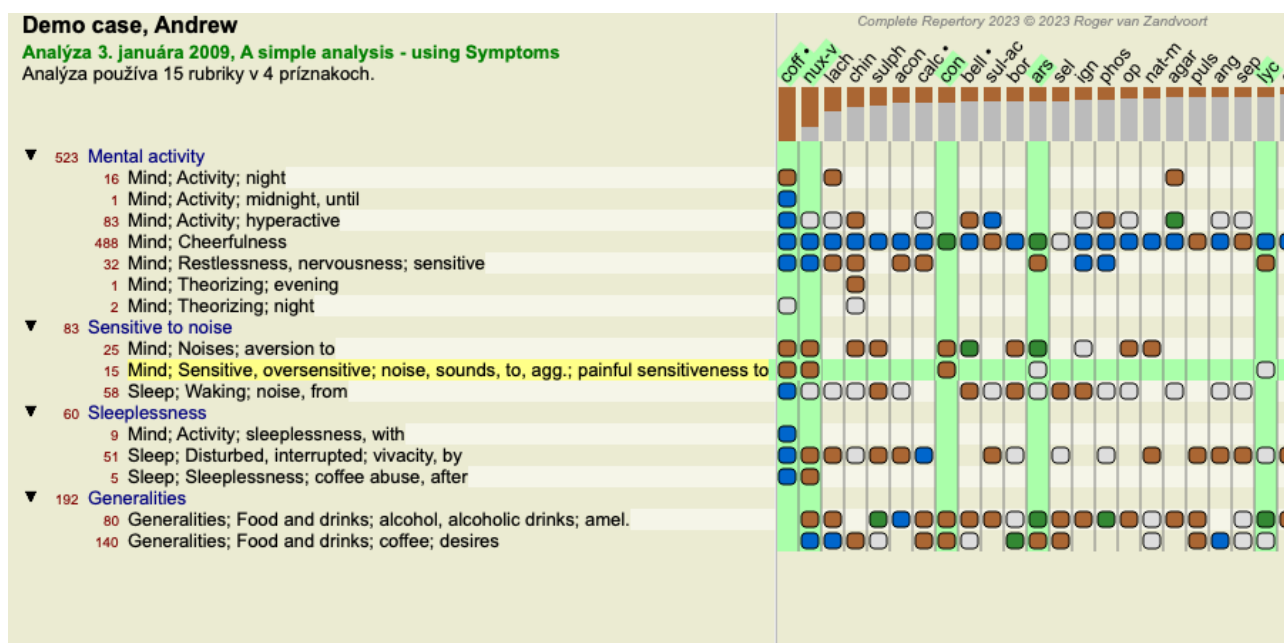 Demo case, Andrew
Complete Repertory 2023 © 2023 Roger van Zandvoort
Analýza 3. januára 2009, A simple analysis - using Symptoms
Analýza používa 15 rubriky v 4 príznakoch.
coff • nux-v lach chin sulph acon calc • con bell • sul-ac bor ars sel ign phos op nat-m agar puls ang sep lyc
▼ 523 Mental activity
16 Mind; Activity; night
1 Mind; Activity; midnight, until
83 Mind; Activity; hyperactive
488 Mind; Cheerfulness
32 Mind; Restlessness, nervousness; sensitive
1 Mind; Theorizing; evening
2 Mind; Theorizing; night
▼ 83 Sensitive to noise
25 Mind; Noises; aversion to
15 Mind; Sensitive, oversensitive; noise, sounds, to, agg.; painful sensitiveness to
58 Sleep; Waking; noise, from
▼ 60 Sleeplessness
9 Mind; Activity; sleeplessness, with
51 Sleep; Disturbed, interrupted; vivacity, by
5 Sleep; Sleeplessness; coffee abuse, after
▼ 192 Generalities
80 Generalities; Food and drinks; alcohol, alcoholic drinks; amel.
140 Generalities; Food and drinks; coffee; desires